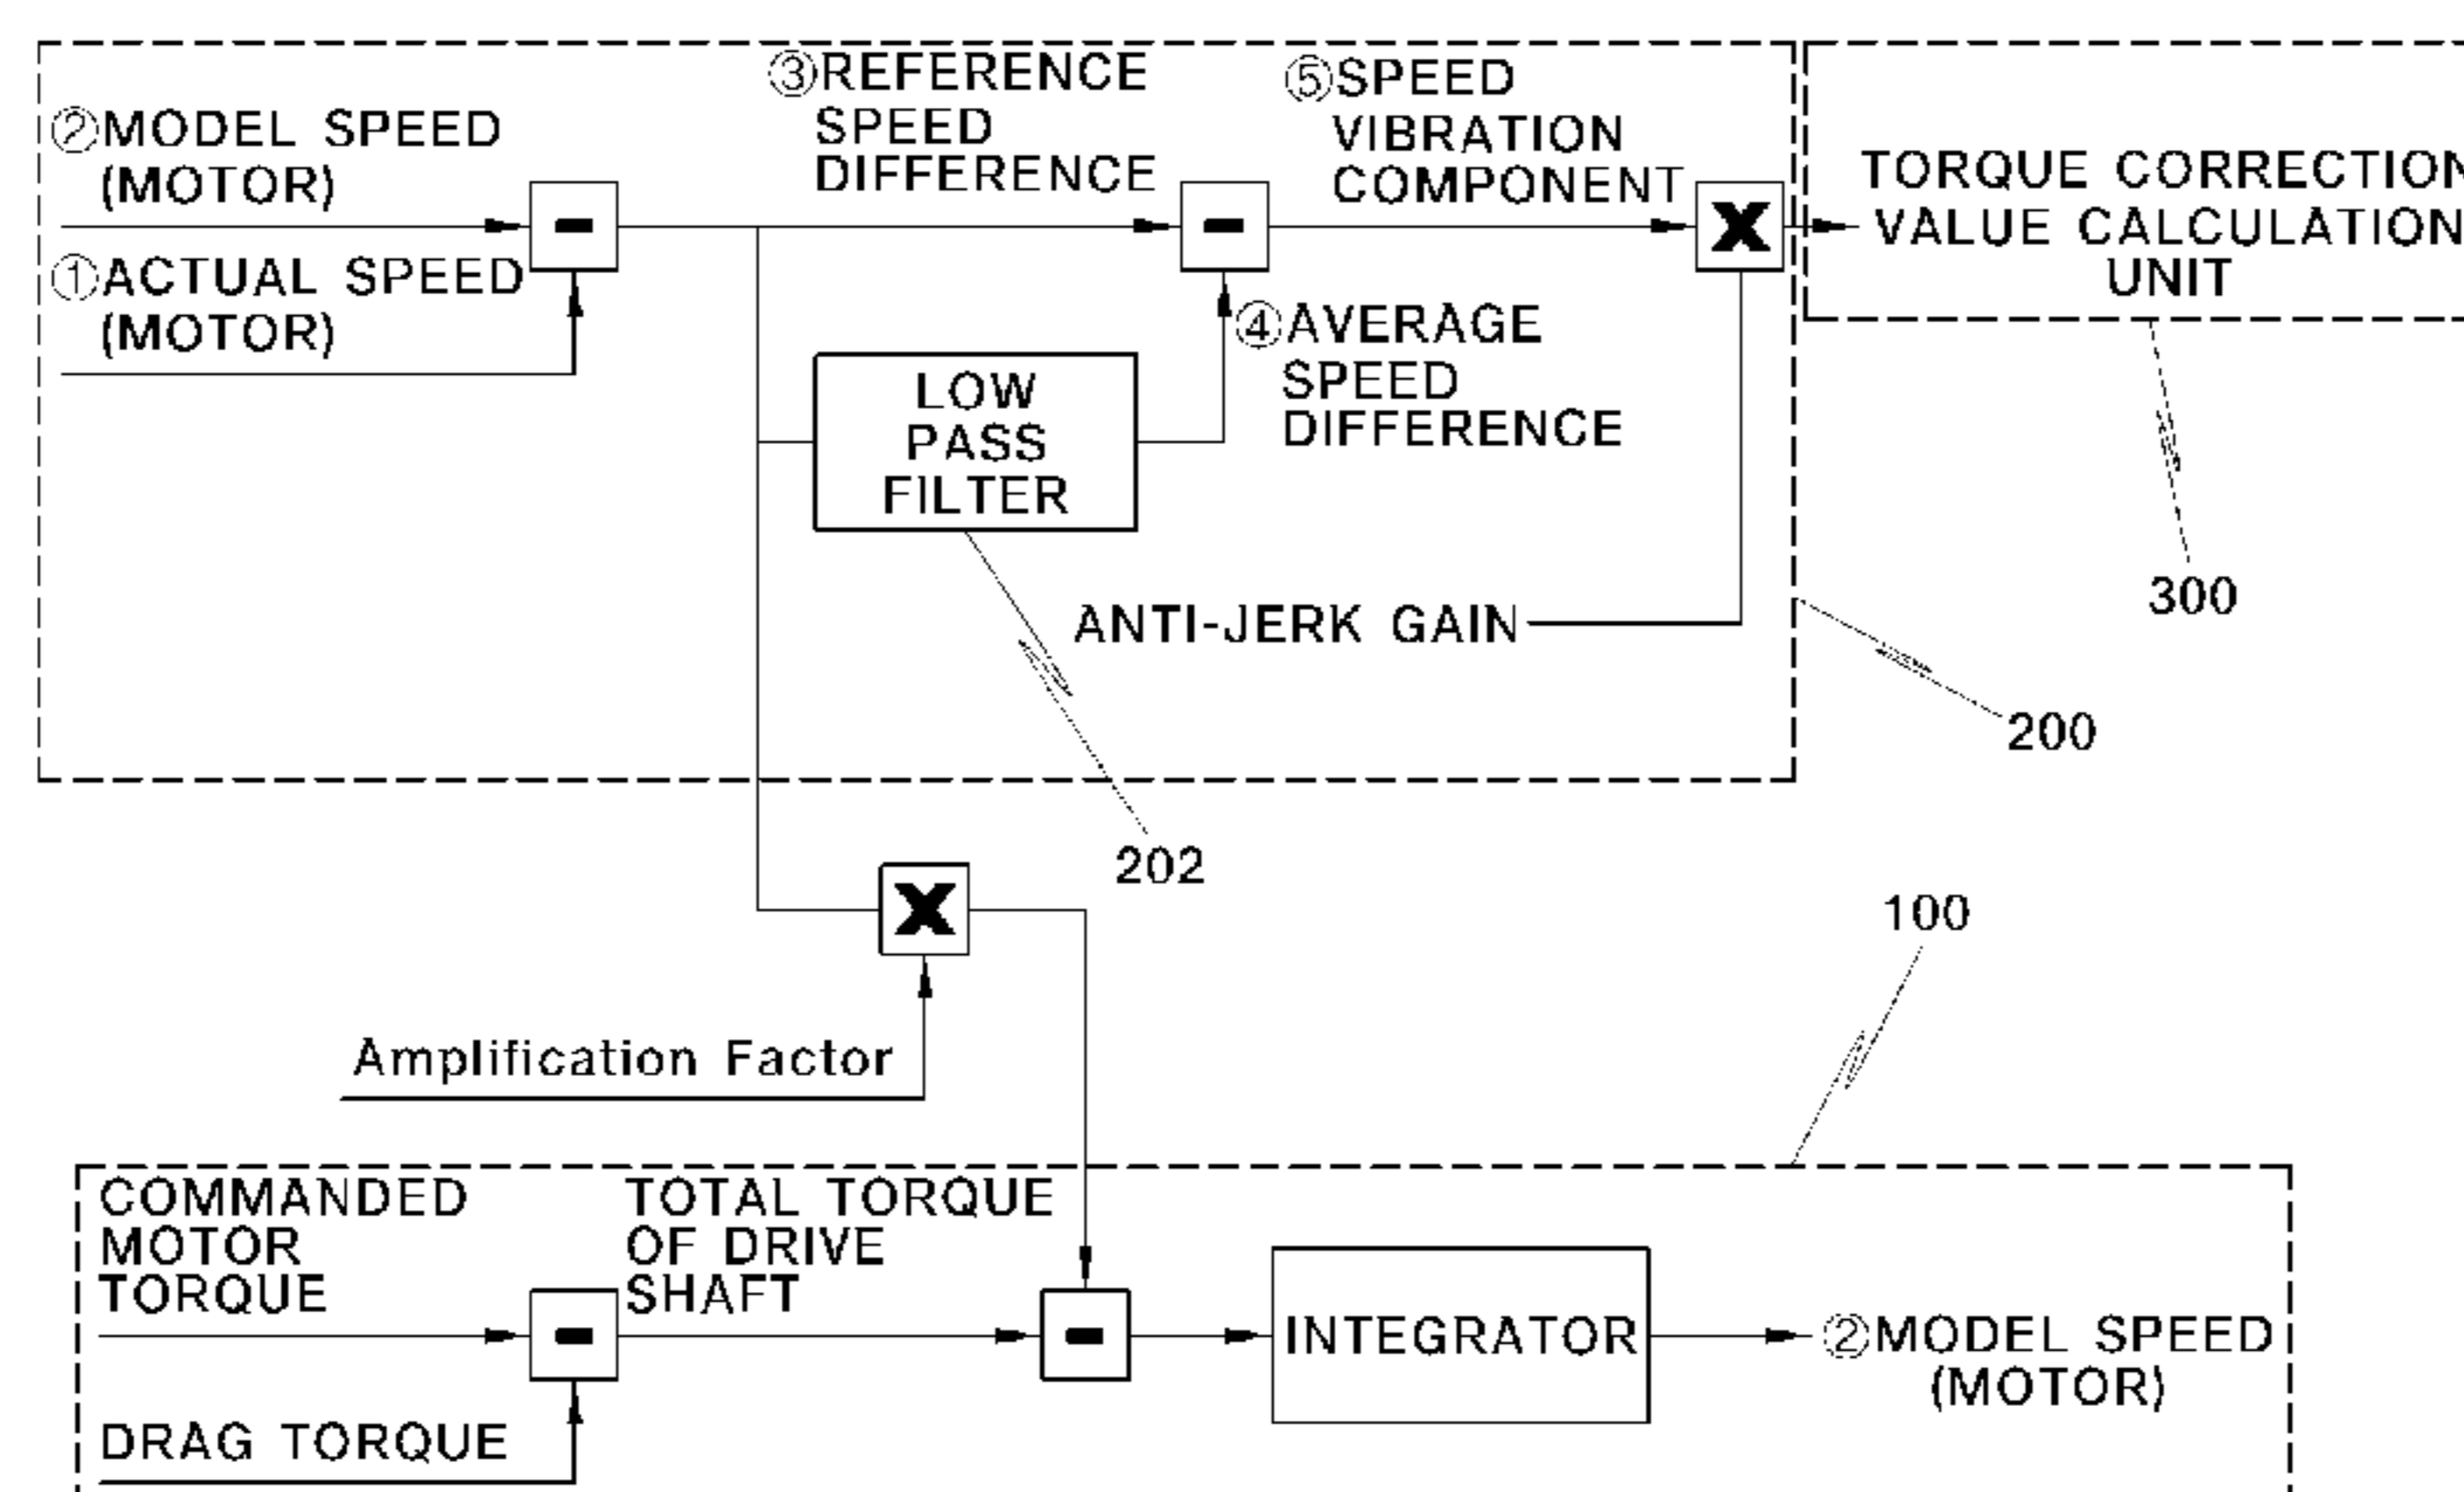 ③REFERENCE
SPEED
DIFFERENCE
⑤SPEED
VIBRATION
COMPONENT
②MODEL SPEED
(MOTOR)
①ACTUAL SPEED
(MOTOR)
TORQUE CORRECTION
VALUE CALCULATION
UNIT
④AVERAGE
SPEED
DIFFERENCE
LOW
PASS
FILTER
ANTI-JERK GAIN
300
200
202
100
Amplification Factor
COMMANDED
MOTOR
TORQUE
TOTAL TORQUE
OF DRIVE
SHAFT
INTEGRATOR
②MODEL SPEED
(MOTOR)
DRAG TORQUE